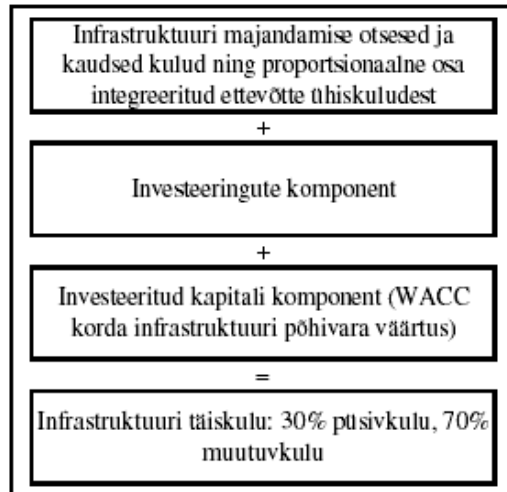 Infrastruktuuri majandamise otsesed ja
kaudsed kulud ning proportsionaalne osa
integreeritud ettevõtte ühiskuludest
+
Investeeringute komponent
+
Investeeritud kapitali komponent (WACC
korda infrastruktuuri põhivara väärtus)
=
Infrastruktuuri täiskulu: 30% püsivkulu, 70%
muutuvkulu